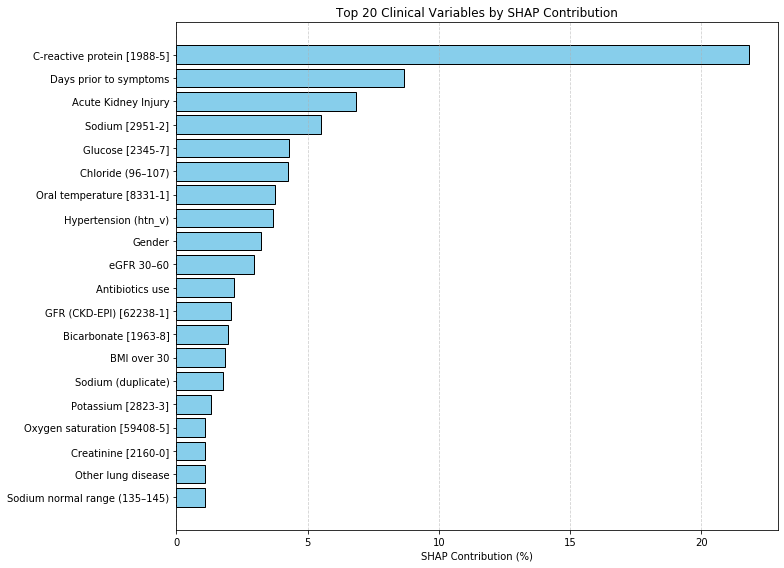 Top 20 Clinical Variables by SHAP Contribution
C-reactive protein [1988-5]
Days prior to symptoms
Acute Kidney Injury
Sodium [2951-2]
Glucose [2345-7]
Chloride (96–107)
Oral temperature [8331-1]
Hypertension (htn_v)
Gender
eGFR 30–60
Antibiotics use
GFR (CKD-EPI) [62238-1]
Bicarbonate [1963-8]
BMI over 30
Sodium (duplicate)
Potassium [2823-3]
Oxygen saturation [59408-5]
Creatinine [2160-0]
Other lung disease
Sodium normal range (135–145)
0 5 10 15 20
SHAP Contribution (%)